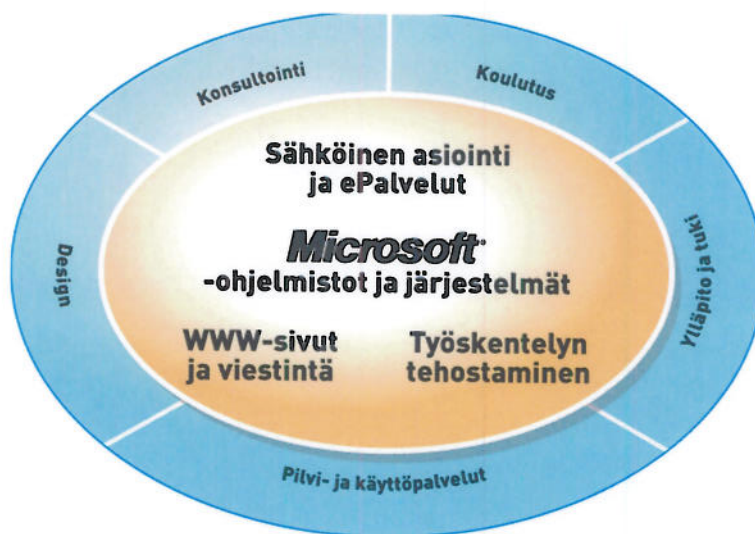 Konsultointi
Koulutus
Sähköinen asiointi
ja ePalvelut
Microsoft
-ohjelmistot ja järjestelmät
Design
Ylläpito ja tuki
WWW-sivut
ja viestintä
Työskentelyn
tehostaminen
Pilvi- ja käyttöpalvelut